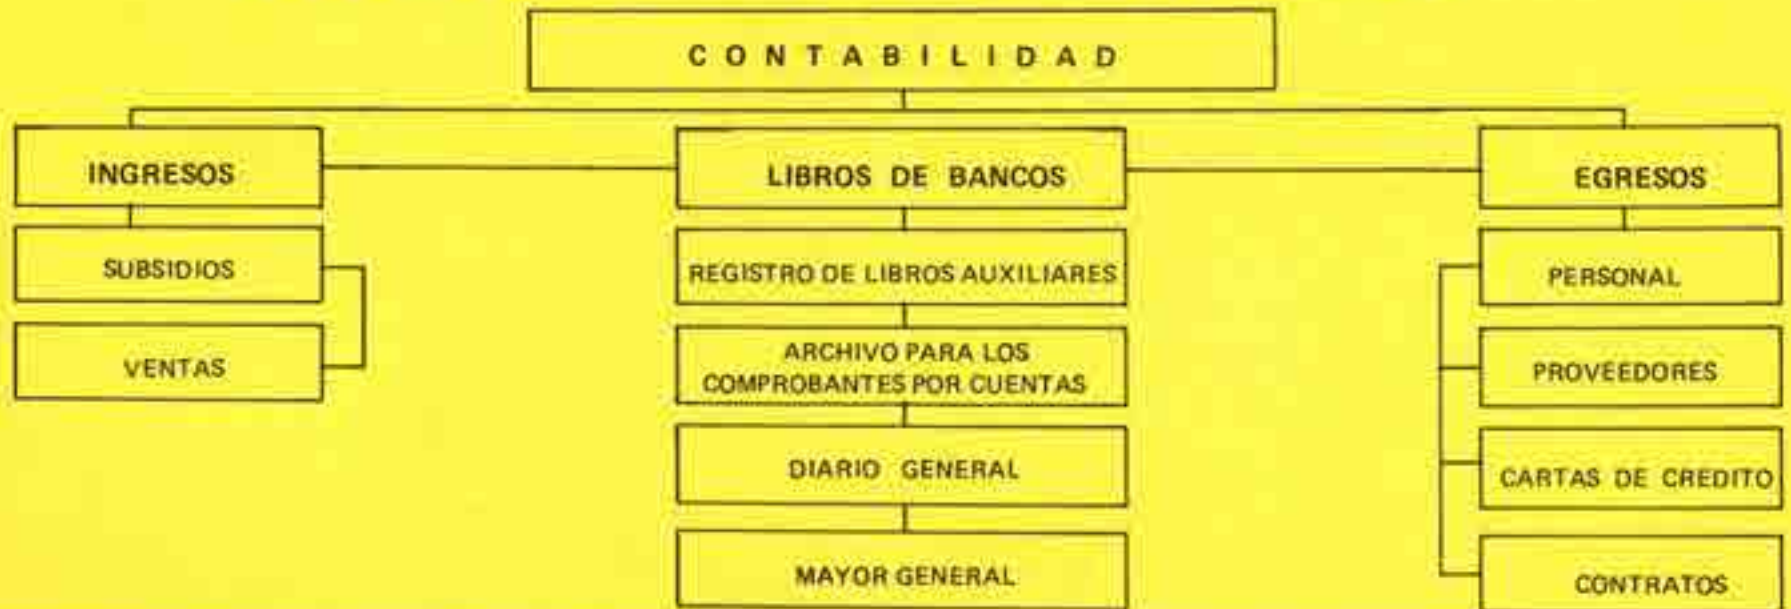 CONTABILIDAD
INGRESOS
SUBSIDIOS
VENTAS
LIBROS DE BANCOS
REGISTRO DE LIBROS AUXILIARES
ARCHIVO PARA LOS
COMPROBANTES POR CUENTAS
DIARIO GENERAL
MAYOR GENERAL
EGRESOS
PERSONAL
PROVEEDORES
CARTAS DE CREDITO
CONTRATOS